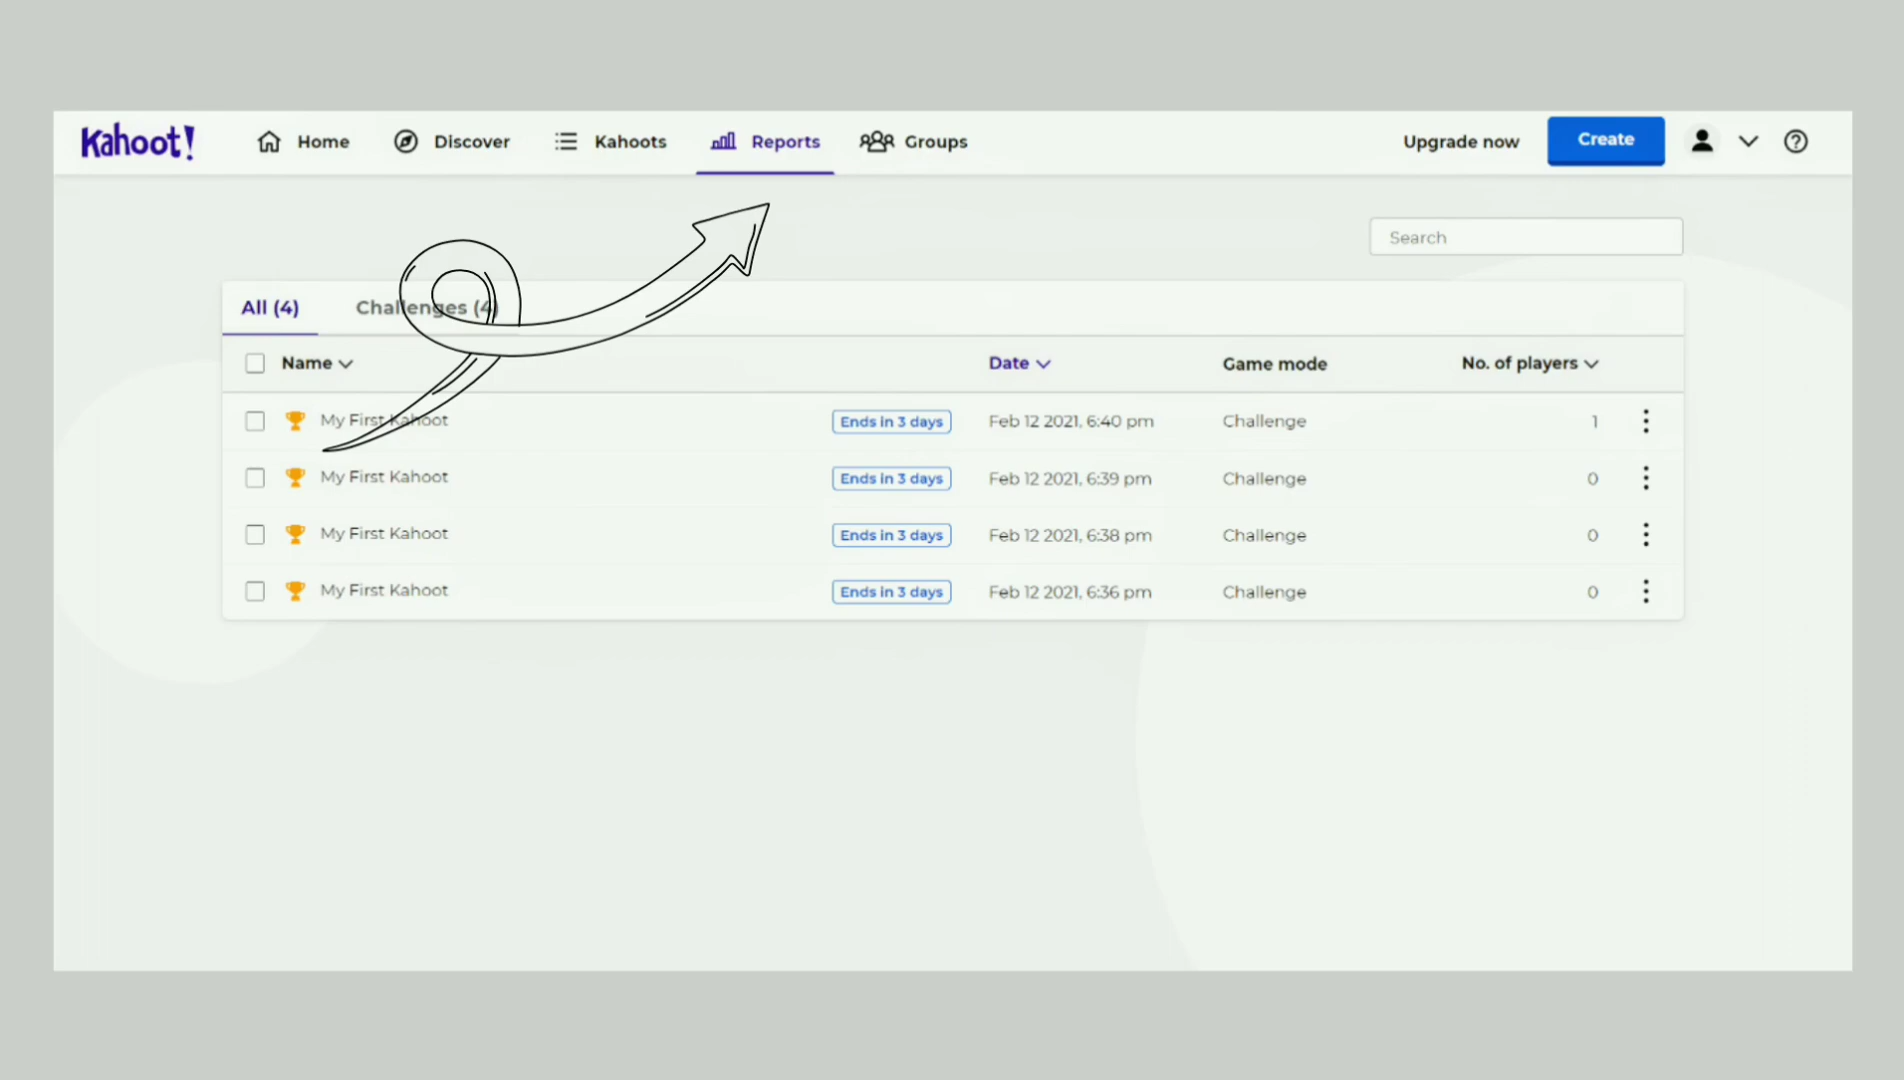 Kahoot! Home Discover Kahoots Reports Groups Upgrade now Create
Search
All (4) Challenges (4)
Name Date Game mode No. of players
My First Kahoot Ends in 3 days Feb 12 2021, 6:40 pm Challenge 1
My First Kahoot Ends in 3 days Feb 12 2021, 6:39 pm Challenge 0
My First Kahoot Ends in 3 days Feb 12 2021, 6:38 pm Challenge 0
My First Kahoot Ends in 3 days Feb 12 2021, 6:36 pm Challenge 0